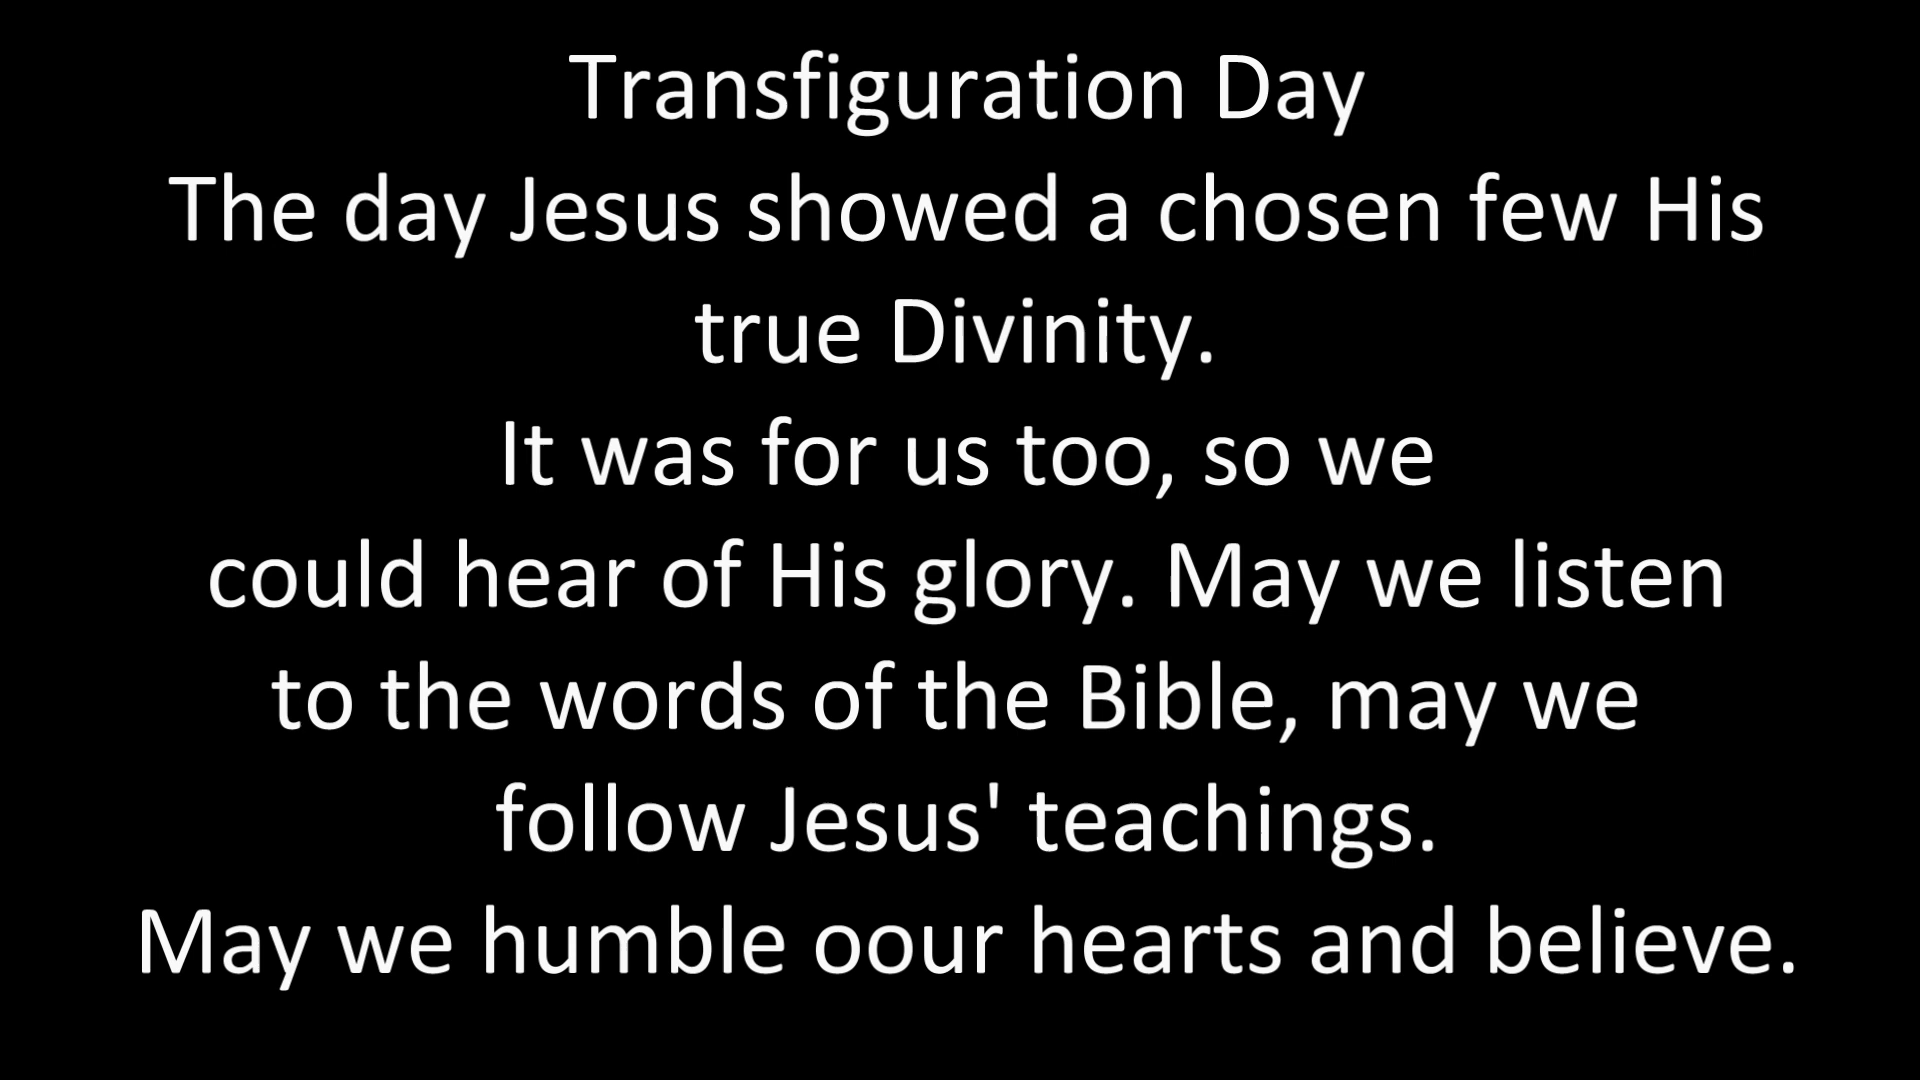 Transfiguration Day
The day Jesus showed a chosen few His
true Divinity.
It was for us too, so we
could hear of His glory. May we listen
to the words of the Bible, may we
follow Jesus' teachings.
May we humble oour hearts and believe.